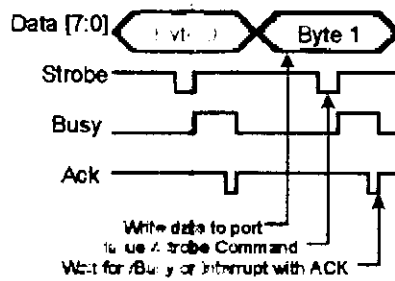 Data [7:0]
Byte 1
Strobe
Busy
Ack
Write data to port
Strobe Command
Wait for /Busy or Interrupt with ACK